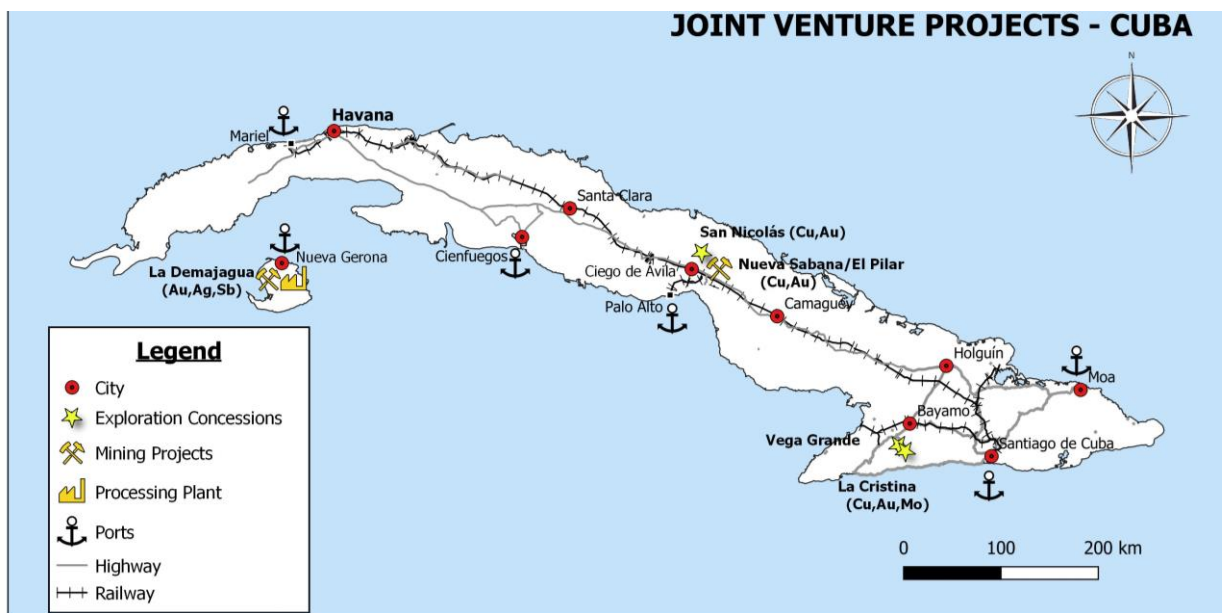 JOINT VENTURE PROJECTS - CUBA
N
Havana
Mariel
Santa Clara
San Nicolás (Cu,Au)
Nueva Gerona
Cienfuegos
La Demajagua
(Au,Ag,Sb)
Ciego de Ávila
Nueva Sabana/El Pilar
(Cu,Au)
Palo Alto
Camaguey
Holguín
Moa
Bayamo
Vega Grande
Santiago de Cuba
La Cristina
(Cu,Au,Mo)
Legend
City
Exploration Concessions
Mining Projects
Processing Plant
Ports
Highway
Railway
0 100 200 km